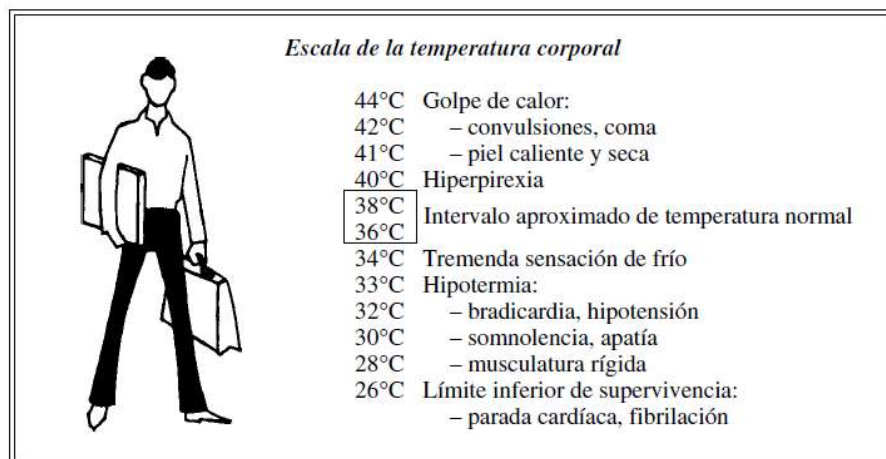 Escala de la temperatura corporal
44°C Golpe de calor:
42°C – convulsiones, coma
41°C – piel caliente y seca
40°C Hiperpirexia
38°C
Intervalo aproximado de temperatura normal
36°C
34°C Tremenda sensación de frío
33°C Hipotermia:
32°C – bradicardia, hipotensión
30°C – somnolencia, apatía
28°C – musculatura rígida
26°C Límite inferior de supervivencia:
– parada cardíaca, fibrilación